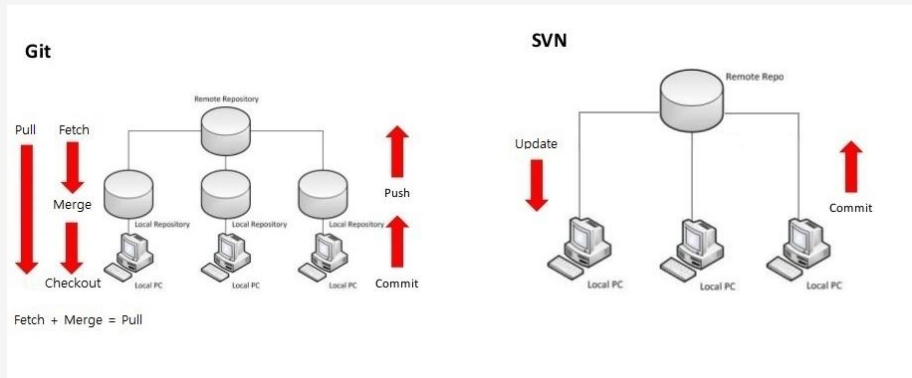 Git
SVN
Remote Repository
Remote Repo
Pull
Fetch
Update
Push
Merge
Commit
Local Repository
Local Repository
Local Repository
Checkout
Local PC
Local PC
Local PC
Commit
Local PC
Local PC
Local PC
Fetch + Merge = Pull